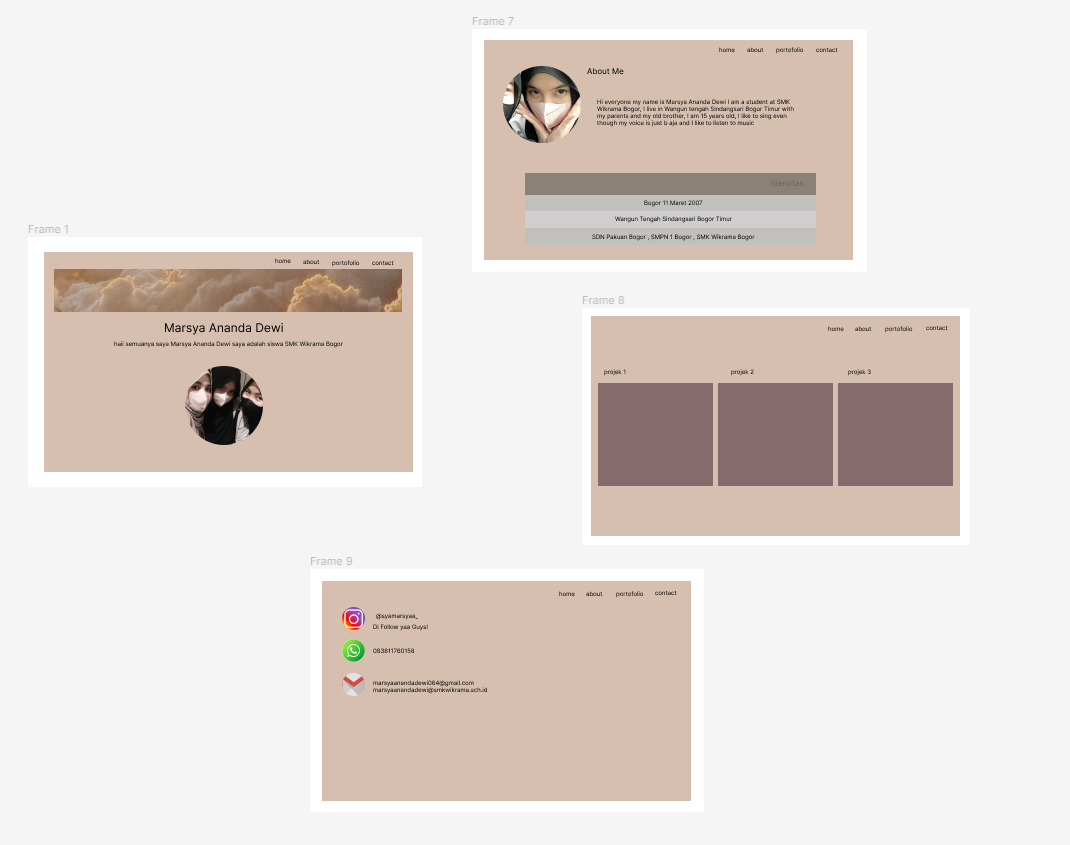 Frame 7
home about portofolio contact
About Me
Hi everyone my name is Marsya Ananda Dewi I am a student at SMK
Wikrama Bogor, I live in Wangun tengah Sindangsari Bogor Timur with
my parents and my old brother, I am 15 years old, I like to sing even
though my voice is just b aja and I like to listen to music
identitas
Bogor 11 Maret 2007
Wangun Tengah Sindangsari Bogor Timur
SDN Pakuan Bogor , SMPN 1 Bogor , SMK Wikrama Bogor
Frame 1
home about portofolio contact
Marsya Ananda Dewi
haii semuanya saya Marsya Ananda Dewi saya adalah siswa SMK Wikrama Bogor
Frame 8
home about portofolio contact
projek 1 projek 2 projek 3
Frame 9
home about portofolio contact
@syamarsyaa_
Di Follow yaa Guys!
083811760158
marsyaanandadewi064@gmail.com
marsyaanandadewi@smkwikrama.sch.id